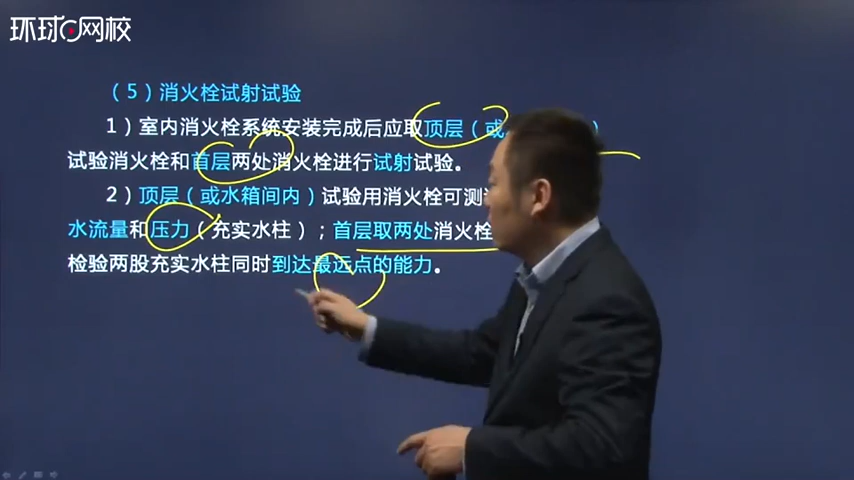 环球网校
（5）消火栓试射试验
1）室内消火栓系统安装完成后应取顶层（或
）
试验消火栓和首层两处消火栓进行试射试验。
2）顶层（或水箱间内）试验用消火栓可测
水流量和压力（充实水柱）；首层取两处消火栓
检验两股充实水柱同时到达最远点的能力。